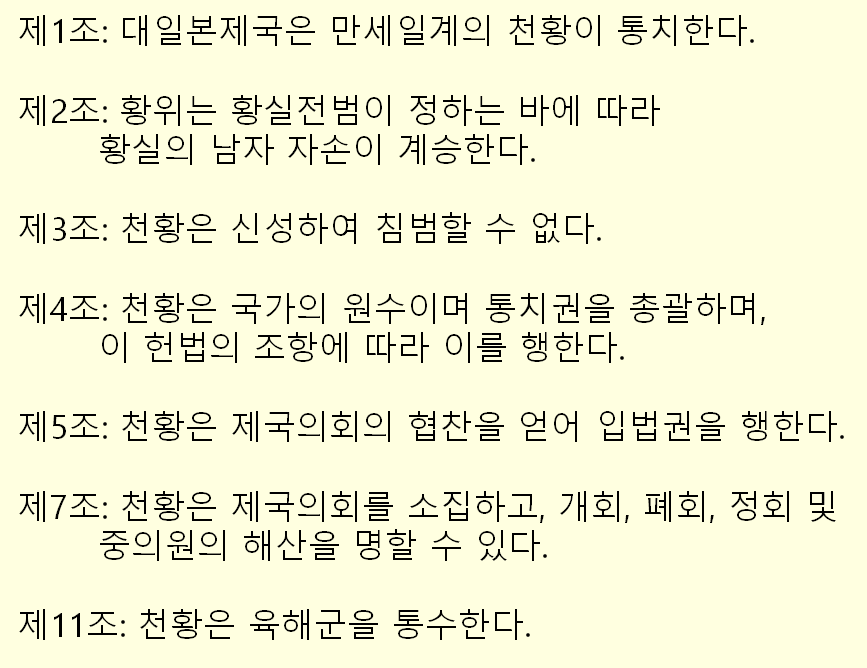 제1조: 대일본제국은 만세일계의 천황이 통치한다.
제2조: 황위는 황실전범이 정하는 바에 따라
황실의 남자 자손이 계승한다.
제3조: 천황은 신성하여 침범할 수 없다.
제4조: 천황은 국가의 원수이며 통치권을 총괄하며,
이 헌법의 조항에 따라 이를 행한다.
제5조: 천황은 제국의회의 협찬을 얻어 입법권을 행한다.
제7조: 천황은 제국의회를 소집하고, 개회, 폐회, 정회 및
중의원의 해산을 명할 수 있다.
제11조: 천황은 육해군을 통수한다.